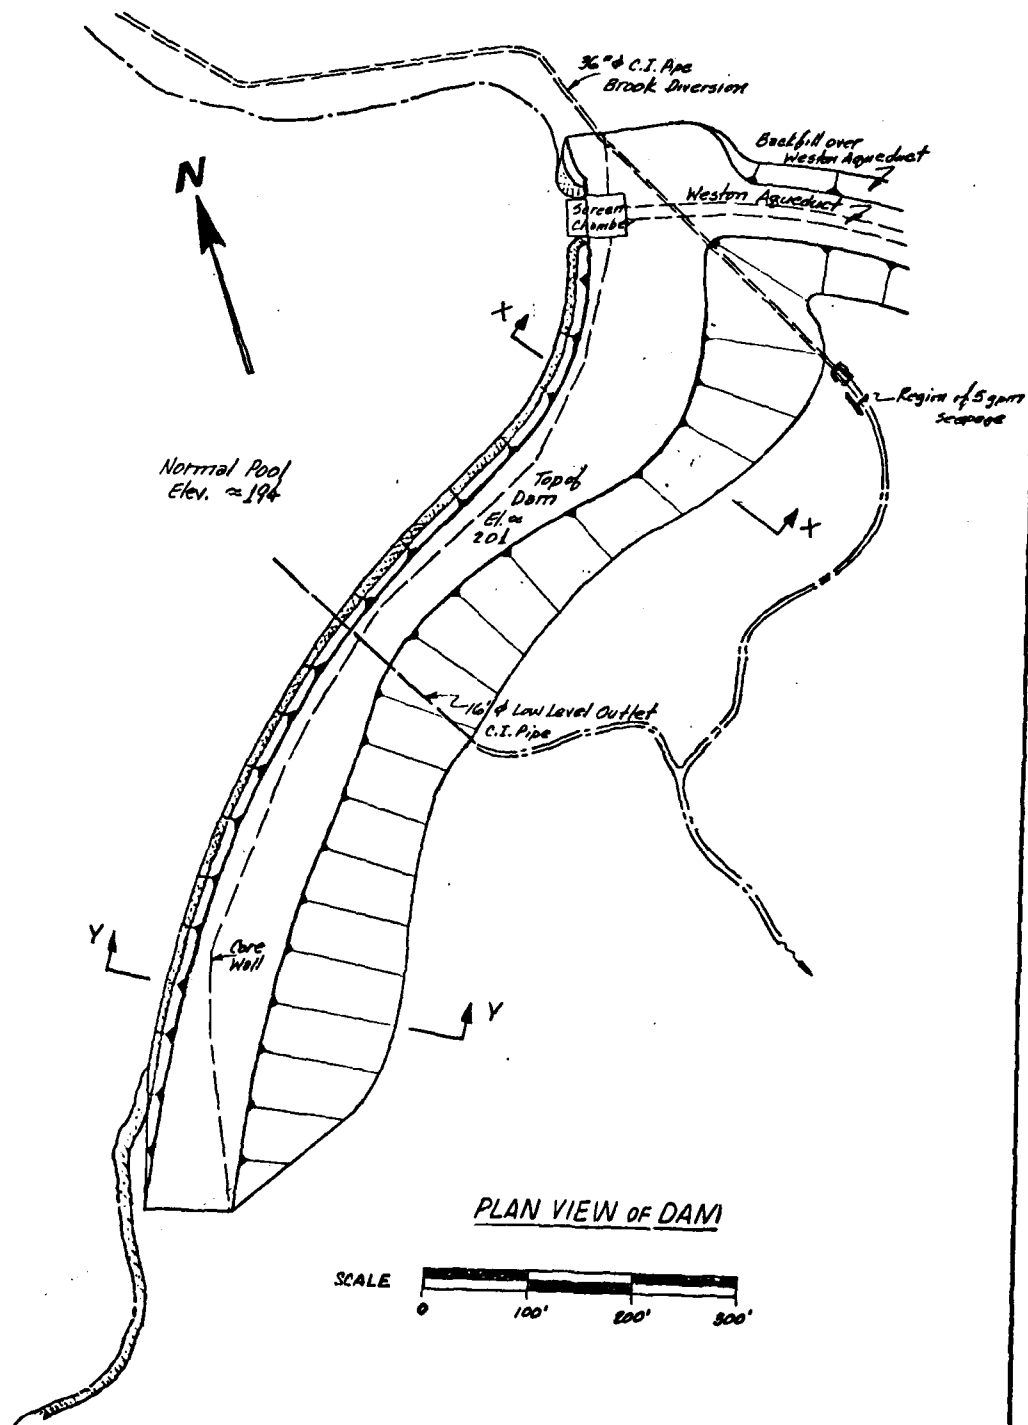 36" ϕ C.I. Pipe
Brook Diversion
Backfill over
Weston Aqueduct
N
Weston Aqueduct
Screen
Chamber
X
Region of 5 gpm
Seepage
Normal Pool
Elev. ≈ 194
Top of
Dam
El. ≈
201
X
16" ϕ Low Level Outlet
C.I. Pipe
Y
Core
Wall
Y
PLAN VIEW OF DAM
SCALE
0 100' 200' 300'